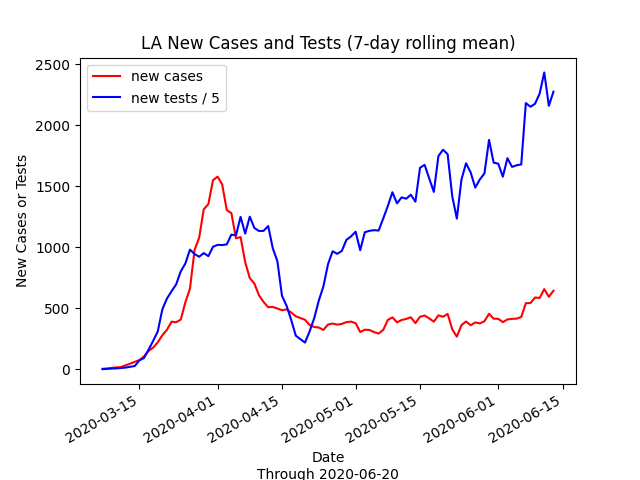 LA New Cases and Tests (7-day rolling mean)
new cases
new tests / 5
New Cases or Tests
2500
2000
1500
1000
500
0
2020-03-15
2020-04-01
2020-04-15
2020-05-01
2020-05-15
2020-06-01
2020-06-15
Date
Through 2020-06-20